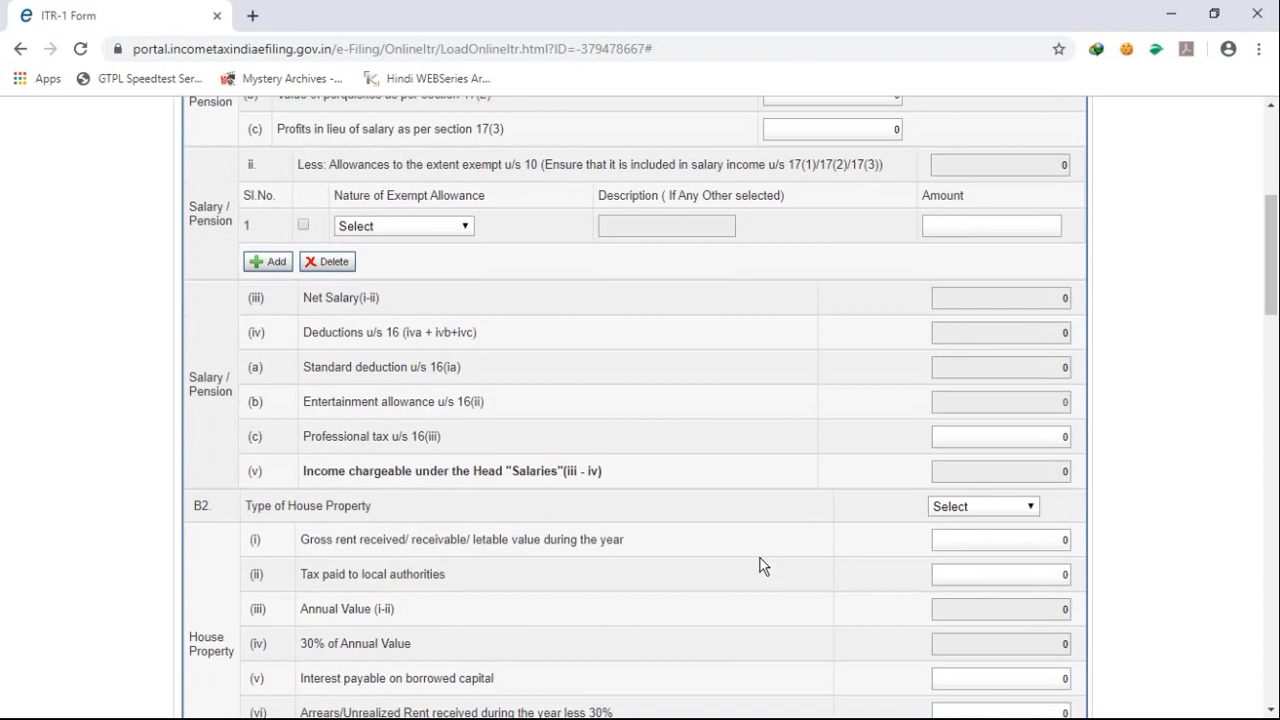 ITR-1 Form
portal.incometaxindiaefiling.gov.in/e-Filing/OnlineItr/LoadOnlineItr.html?ID=-379478667#
Apps GTPL Speedtest Ser... Mystery Archives -... Hindi WEBSeries Ar...
Pension Value of perquisites as per section 17(2)
(c) Profits in lieu of salary as per section 17(3) 0
ii. Less: Allowances to the extent exempt u/s 10 (Ensure that it is included in salary income u/s 17(1)/17(2)/17(3)) 0
Salary / Pension
Sl.No. Nature of Exempt Allowance Description ( If Any Other selected) Amount
1 Select
Add Delete
Salary / Pension
(iii) Net Salary(i-ii) 0
(iv) Deductions u/s 16 (iva + ivb+ivc) 0
(a) Standard deduction u/s 16(ia) 0
(b) Entertainment allowance u/s 16(ii) 0
(c) Professional tax u/s 16(iii) 0
(v) Income chargeable under the Head "Salaries"(iii - iv) 0
B2. Type of House Property Select
House Property
(i) Gross rent received/ receivable/ letable value during the year 0
(ii) Tax paid to local authorities 0
(iii) Annual Value (i-ii) 0
(iv) 30% of Annual Value 0
(v) Interest payable on borrowed capital 0
(vi) Arrears/Unrealized Rent received during the year less 30% 0